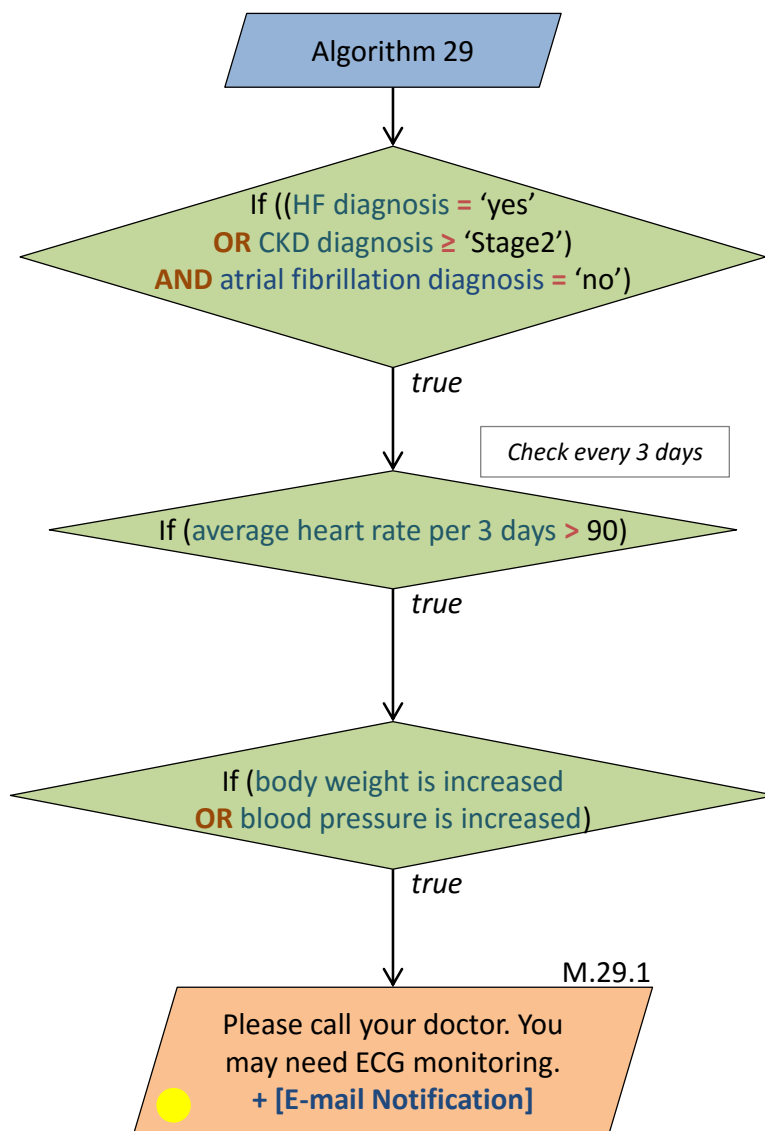 Algorithm 29
If ((HF diagnosis = ‘yes’
OR CKD diagnosis ≥ ‘Stage2’)
AND atrial fibrillation diagnosis = ‘no’)
true
Check every 3 days
If (average heart rate per 3 days > 90)
true
If (body weight is increased
OR blood pressure is increased)
true
M.29.1
Please call your doctor. You
may need ECG monitoring.
+ [E-mail Notification]